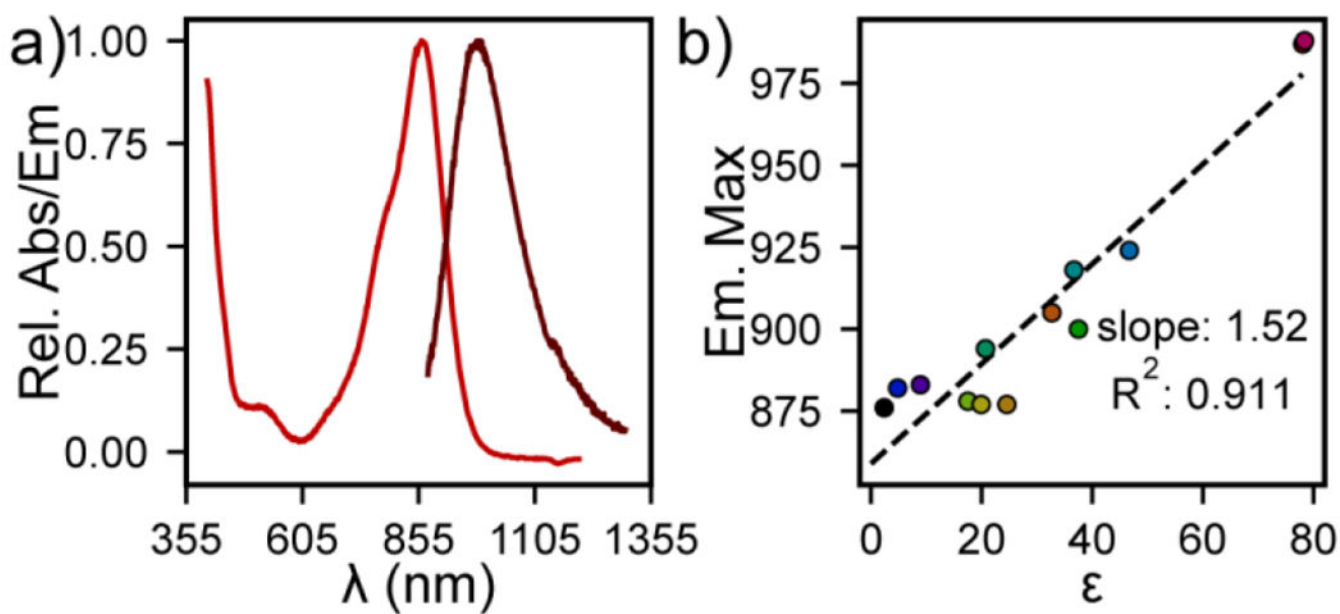 a)
Rel. Abs/Em
1.00
0.75
0.50
0.25
0.00
355 605 855 1105 1355
λ (nm)
b)
Em. Max
975
950
925
900
875
slope: 1.52
R²: 0.911
0 20 40 60 80
ε